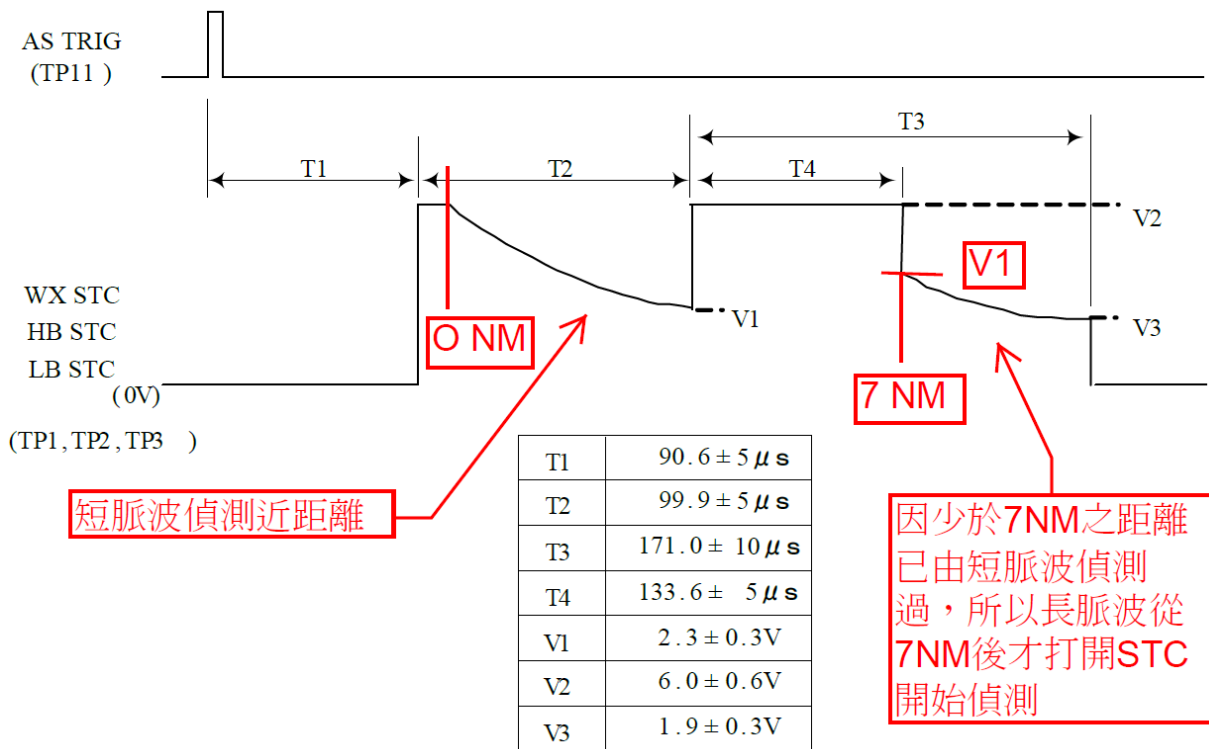 AS TRIG
(TP11 )
T1
T2
T3
T4
V2
V1
V1
V3
WX STC
HB STC
LB STC
(0V)
(TP1, TP2, TP3 )
O NM
7 NM
短脈波偵測近距離
因少於7NM之距離
已由短脈波偵測
過，所以長脈波從
7NM後才打開STC
開始偵測
T1 90.6 ± 5 μs
T2 99.9 ± 5 μs
T3 171.0 ± 10 μs
T4 133.6 ± 5 μs
V1 2.3 ± 0.3V
V2 6.0 ± 0.6V
V3 1.9 ± 0.3V